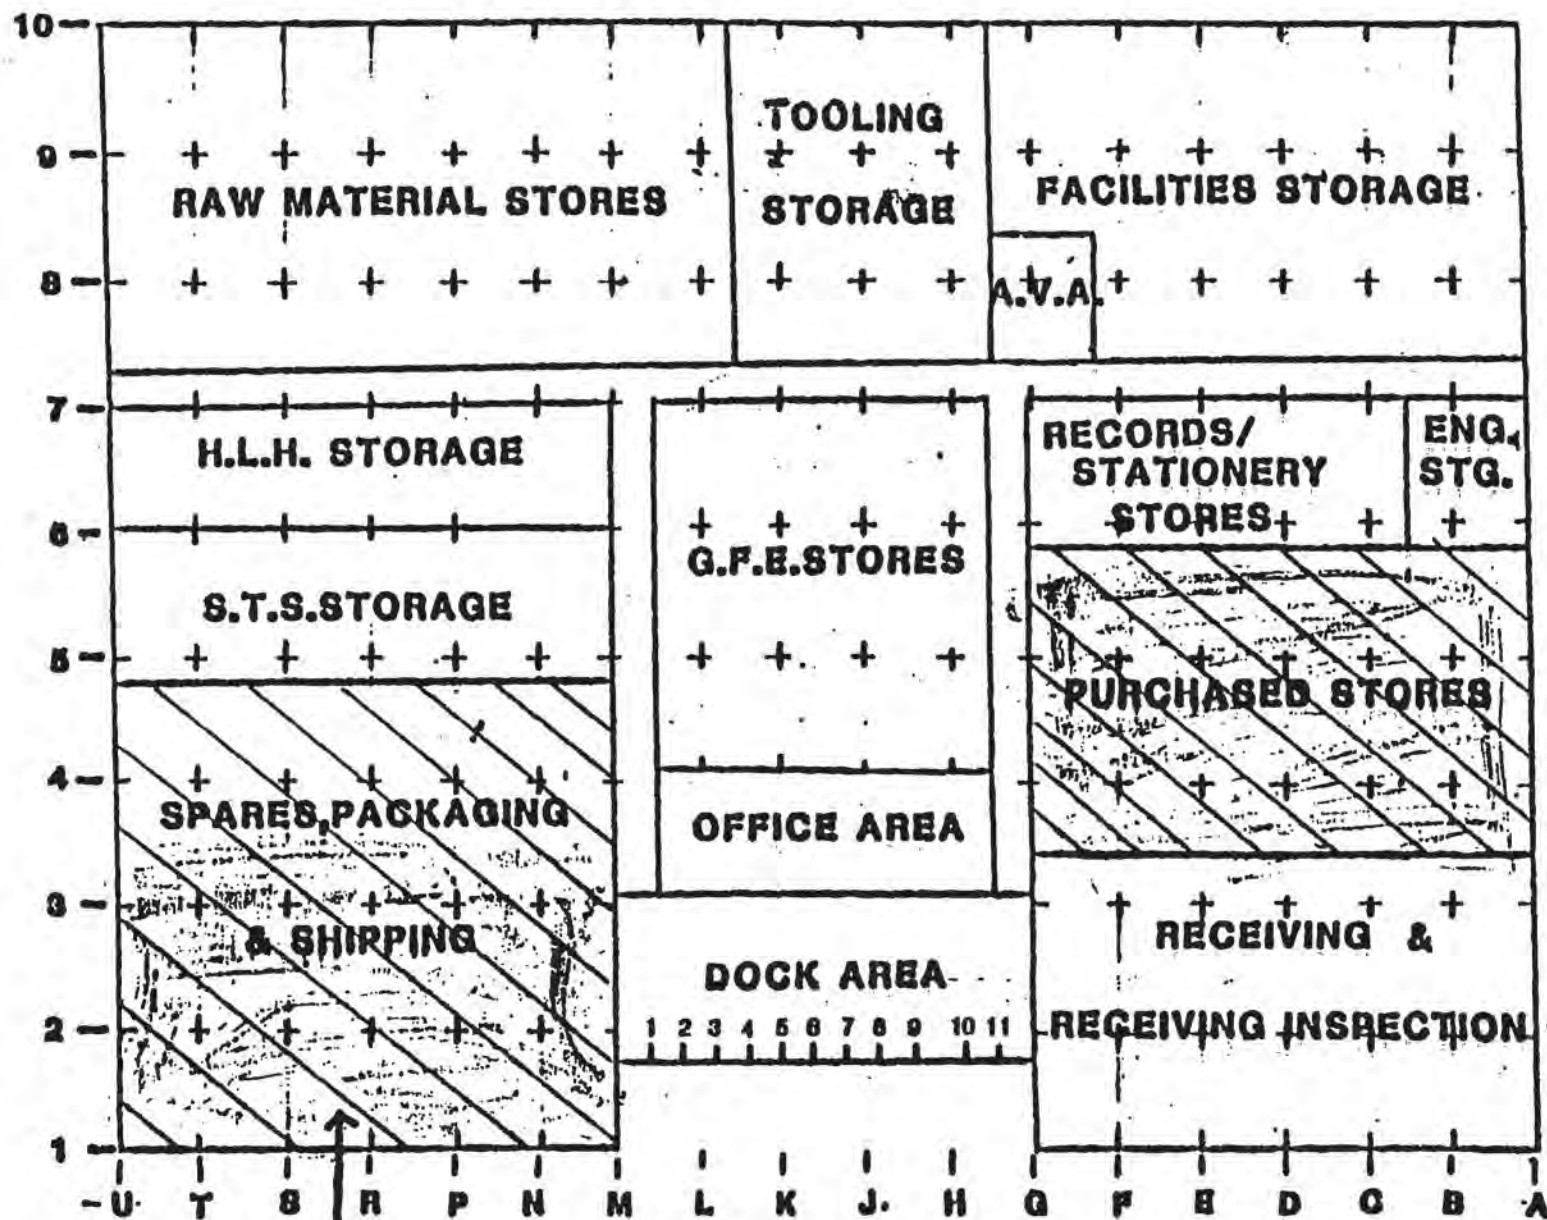 10
9
8
7
6
5
4
3
2
1
RAW MATERIAL STORES
TOOLING
STORAGE
FACILITIES STORAGE
A.V.A.
H.L.H. STORAGE
S.T.S. STORAGE
SPARES, PACKAGING
& SHIPPING
G.F.E. STORES
OFFICE AREA
DOCK AREA
1 2 3 4 5 6 7 8 9 10 11
RECORDS/
STATIONERY
STORES
ENG.
STG.
PURCHASED STORES
RECEIVING &
RECEIVING INSPECTION
U T S R P N M L K J H G F E D C B A